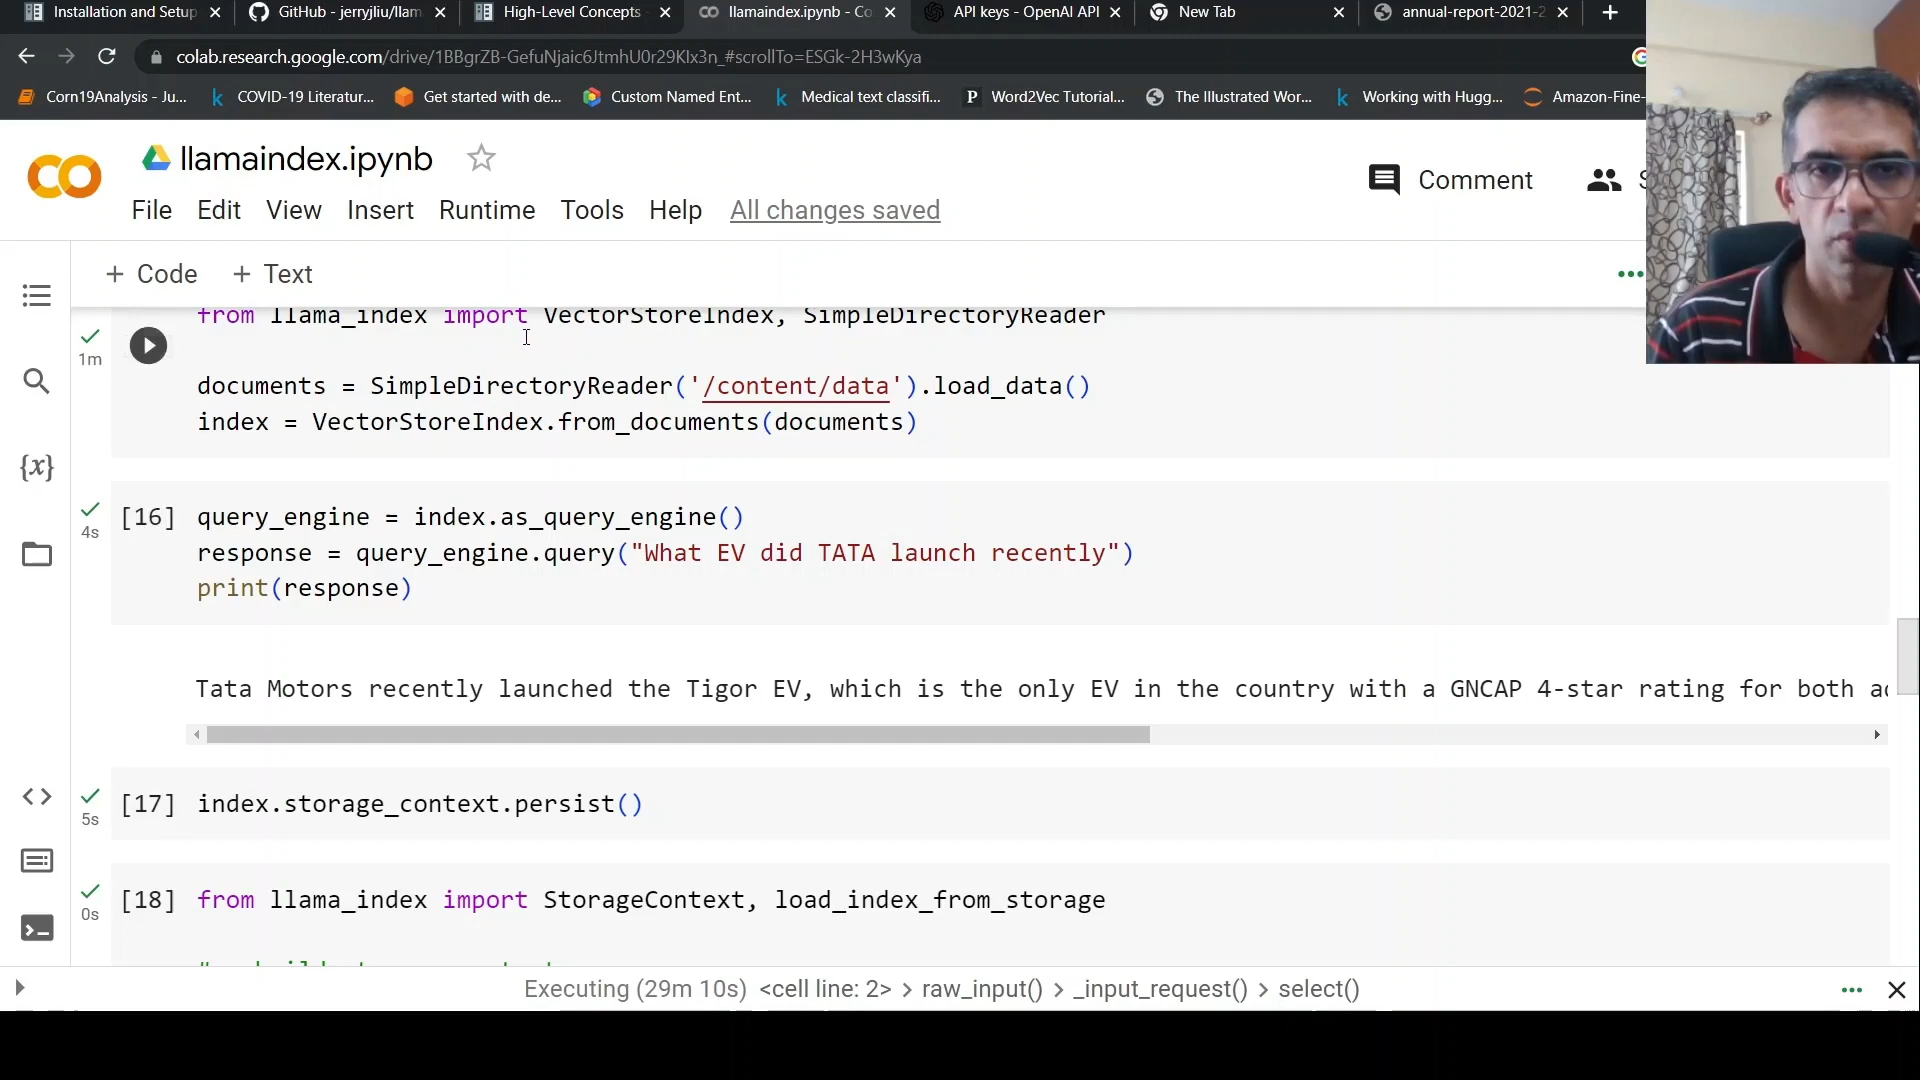 Installation and Setup
GitHub - jerryjliu/llam
High-Level Concepts
llamaindex.ipynb - Co
API keys - OpenAI API
New Tab
annual-report-2021-2
colab.research.google.com/drive/1BBgrZB-GefuNjaic6JtmhU0r29KIx3n_#scrollTo=ESGk-2H3wKya
Corn19Analysis - Ju...
COVID-19 Literatur...
Get started with de...
Custom Named Ent...
Medical text classifi...
Word2Vec Tutorial...
The Illustrated Wor...
Working with Hugg...
Amazon-Fine-
llamaindex.ipynb
Comment
File Edit View Insert Runtime Tools Help All changes saved
+ Code + Text
from llama_index import VectorStoreIndex, SimpleDirectoryReader
1m
documents = SimpleDirectoryReader('/content/data').load_data()
index = VectorStoreIndex.from_documents(documents)
[16] query_engine = index.as_query_engine()
4s
response = query_engine.query("What EV did TATA launch recently")
print(response)
Tata Motors recently launched the Tigor EV, which is the only EV in the country with a GNCAP 4-star rating for both
[17] index.storage_context.persist()
5s
[18] from llama_index import StorageContext, load_index_from_storage
0s
Executing (29m 10s) <cell line: 2> > raw_input() > _input_request() > select()